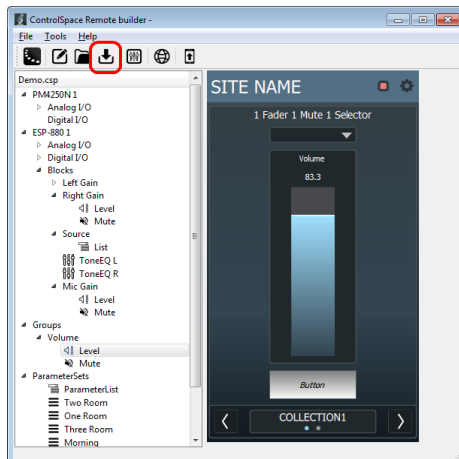 ControlSpace Remote builder -
File Tools Help
Demo.csp
PM4250N 1
Analog I/O
Digital I/O
ESP-880 1
Analog I/O
Digital I/O
Blocks
Left Gain
Right Gain
Level
Mute
Source
List
ToneEQ L
ToneEQ R
Mic Gain
Level
Mute
Groups
Volume
Level
Mute
ParameterSets
ParameterList
Two Room
One Room
Three Room
Morning
SITE NAME
1 Fader 1 Mute 1 Selector
Volume
83.3
Button
COLLECTION1